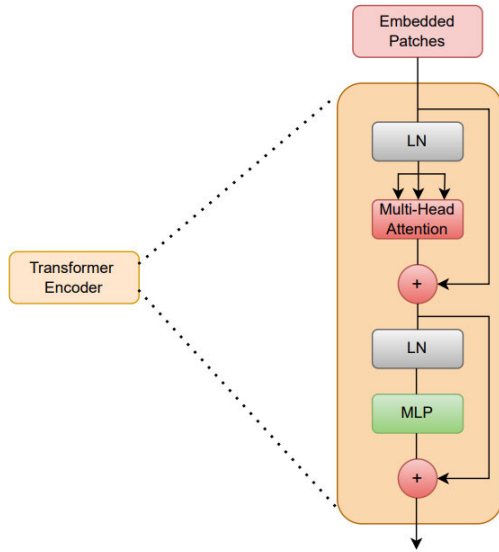 Embedded
Patches
LN
Multi-Head
Attention
+
Transformer
Encoder
LN
MLP
+